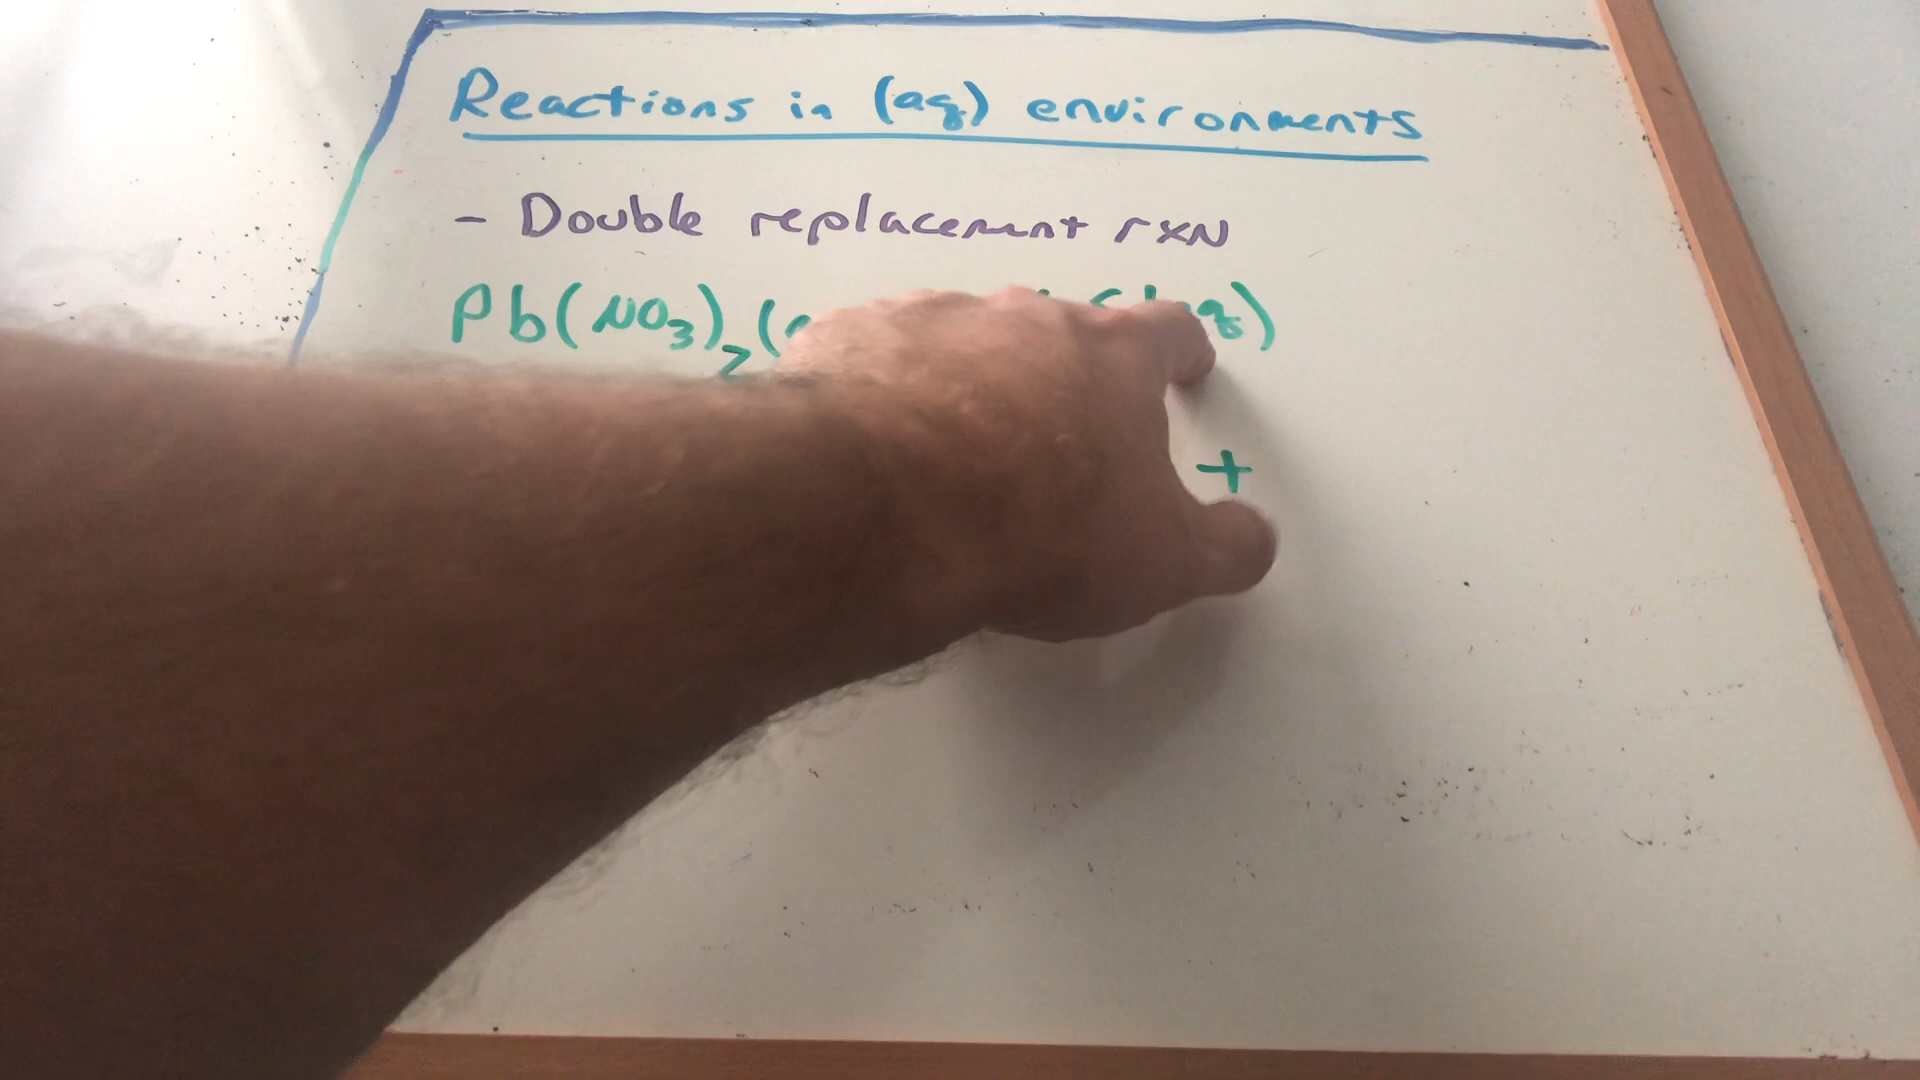 Reactions in (aq) environments
- Double replacement rxN
Pb(NO3)2(
+